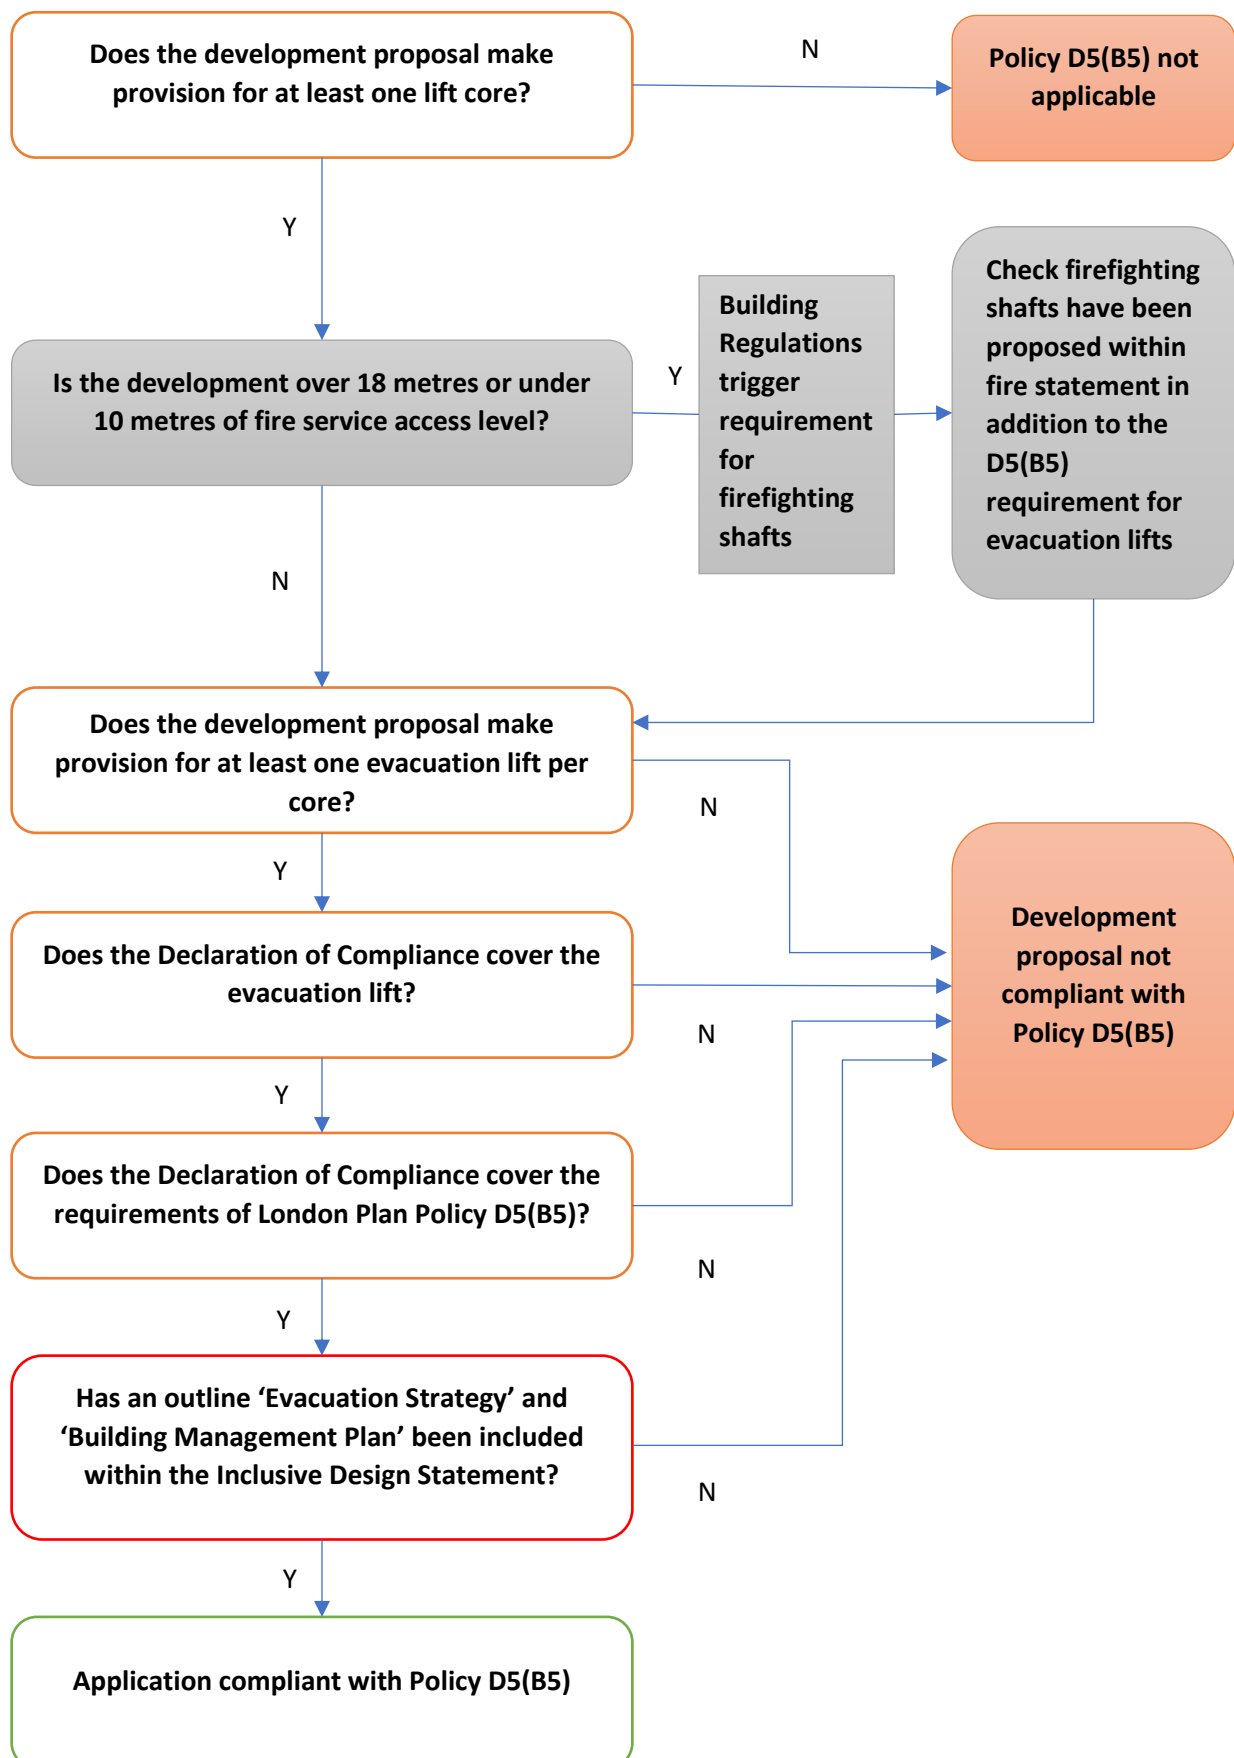 Does the development proposal make
provision for at least one lift core?
N
Policy D5(B5) not
applicable
Y
Is the development over 18 metres or under
10 metres of fire service access level?
Y
Building
Regulations
trigger
requirement
for
firefighting
shafts
Check firefighting
shafts have been
proposed within
fire statement in
addition to the
D5(B5)
requirement for
evacuation lifts
N
Does the development proposal make
provision for at least one evacuation lift per
core?
N
Y
Does the Declaration of Compliance cover the
evacuation lift?
N
Development
proposal not
compliant with
Policy D5(B5)
Y
Does the Declaration of Compliance cover the
requirements of London Plan Policy D5(B5)?
N
Y
Has an outline ‘Evacuation Strategy’ and
‘Building Management Plan’ been included
within the Inclusive Design Statement?
N
Y
Application compliant with Policy D5(B5)